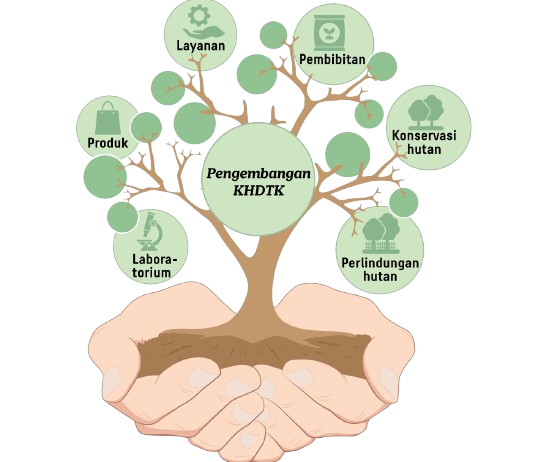 Layanan
Pembibitan
Produk
Konservasi
hutan
Pengembangan
KHDTK
Labora-
torium
Perlindungan
hutan